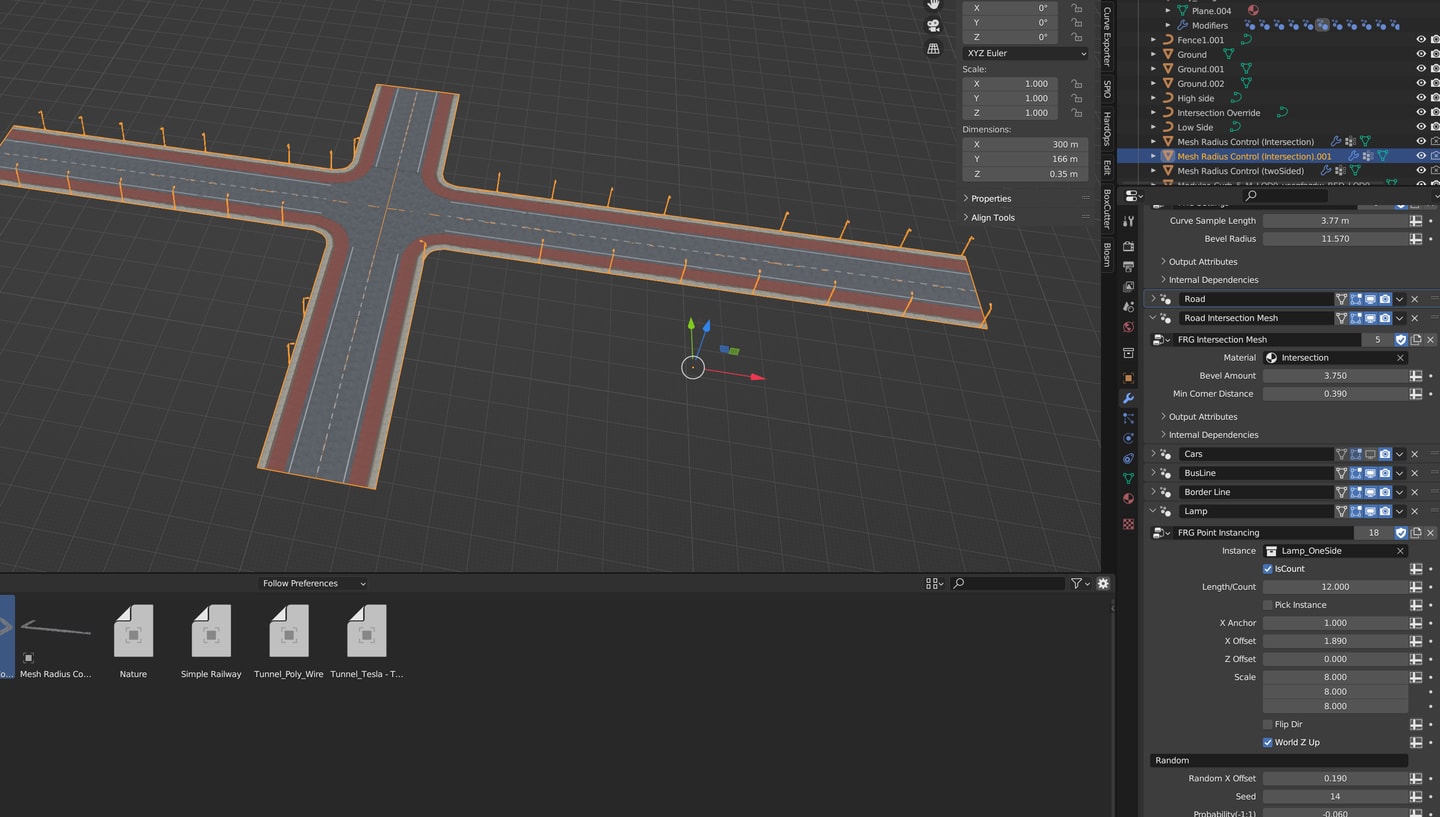 X 0°
Y 0°
Z 0°
XYZ Euler
Scale:
X 1.000
Y 1.000
Z 1.000
Dimensions:
X 300 m
Y 166 m
Z 0.35 m
Properties
Align Tools
Curve Exporter
SPIO
HardOps
Edit
BoxCutter
Blosm
Plane.004
Modifiers
Fence1.001
Ground
Ground.001
Ground.002
High side
Intersection Override
Low Side
Mesh Radius Control (Intersection)
Mesh Radius Control (Intersection).001
Mesh Radius Control (twoSided)
Curve Sample Length 3.77 m
Bevel Radius 11.570
Output Attributes
Internal Dependencies
Road
Road Intersection Mesh
FRG Intersection Mesh 5
Material Intersection
Bevel Amount 3.750
Min Corner Distance 0.390
Output Attributes
Internal Dependencies
Cars
BusLine
Border Line
Lamp
FRG Point Instancing 18
Instance Lamp_OneSide
IsCount
Length/Count 12.000
Pick Instance
X Anchor 1.000
X Offset 1.890
Z Offset 0.000
Scale 8.000
8.000
8.000
Flip Dir
World Z Up
Random
Random X Offset 0.190
Seed 14
Probability(-1:1) -0.060
Follow Preferences
o...
Mesh Radius Co...
Nature
Simple Railway
Tunnel_Poly_Wire
Tunnel_Tesla - T...